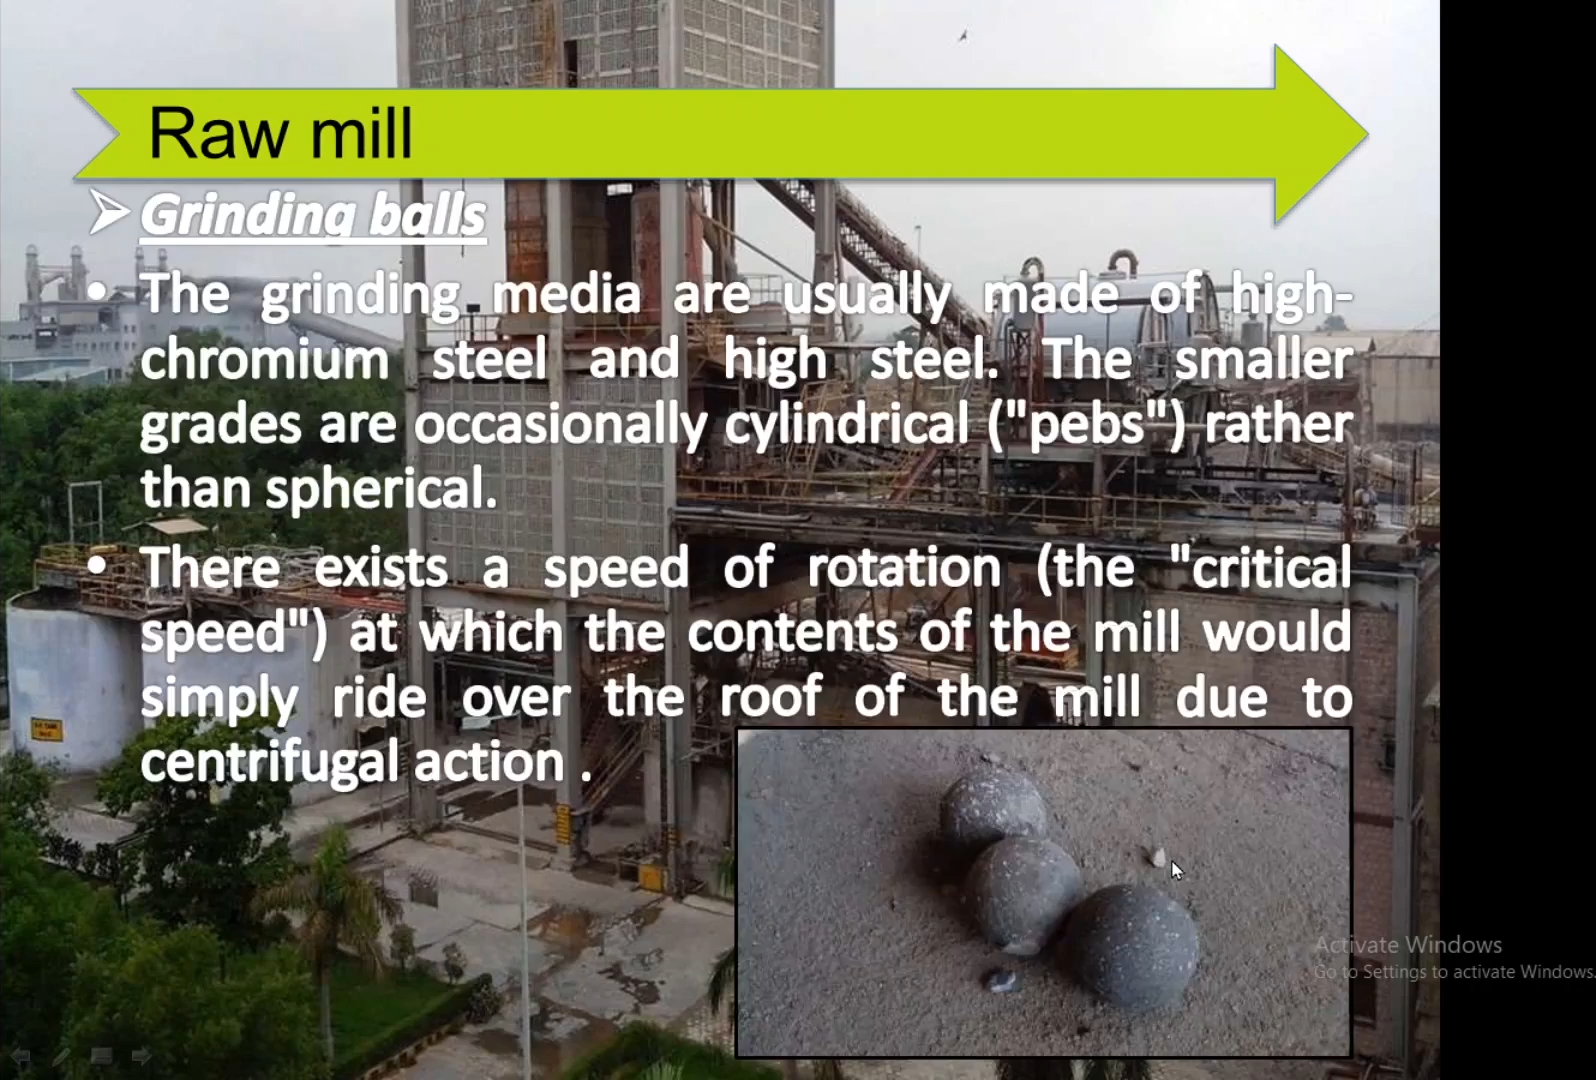 Raw mill
Grinding balls
The grinding media are usually made of high-
chromium steel and high steel. The smaller
grades are occasionally cylindrical ("pebs") rather
than spherical.
There exists a speed of rotation (the "critical
speed") at which the contents of the mill would
simply ride over the roof of the mill due to
centrifugal action .
Activate Windows
Go to Settings to activate Windows.